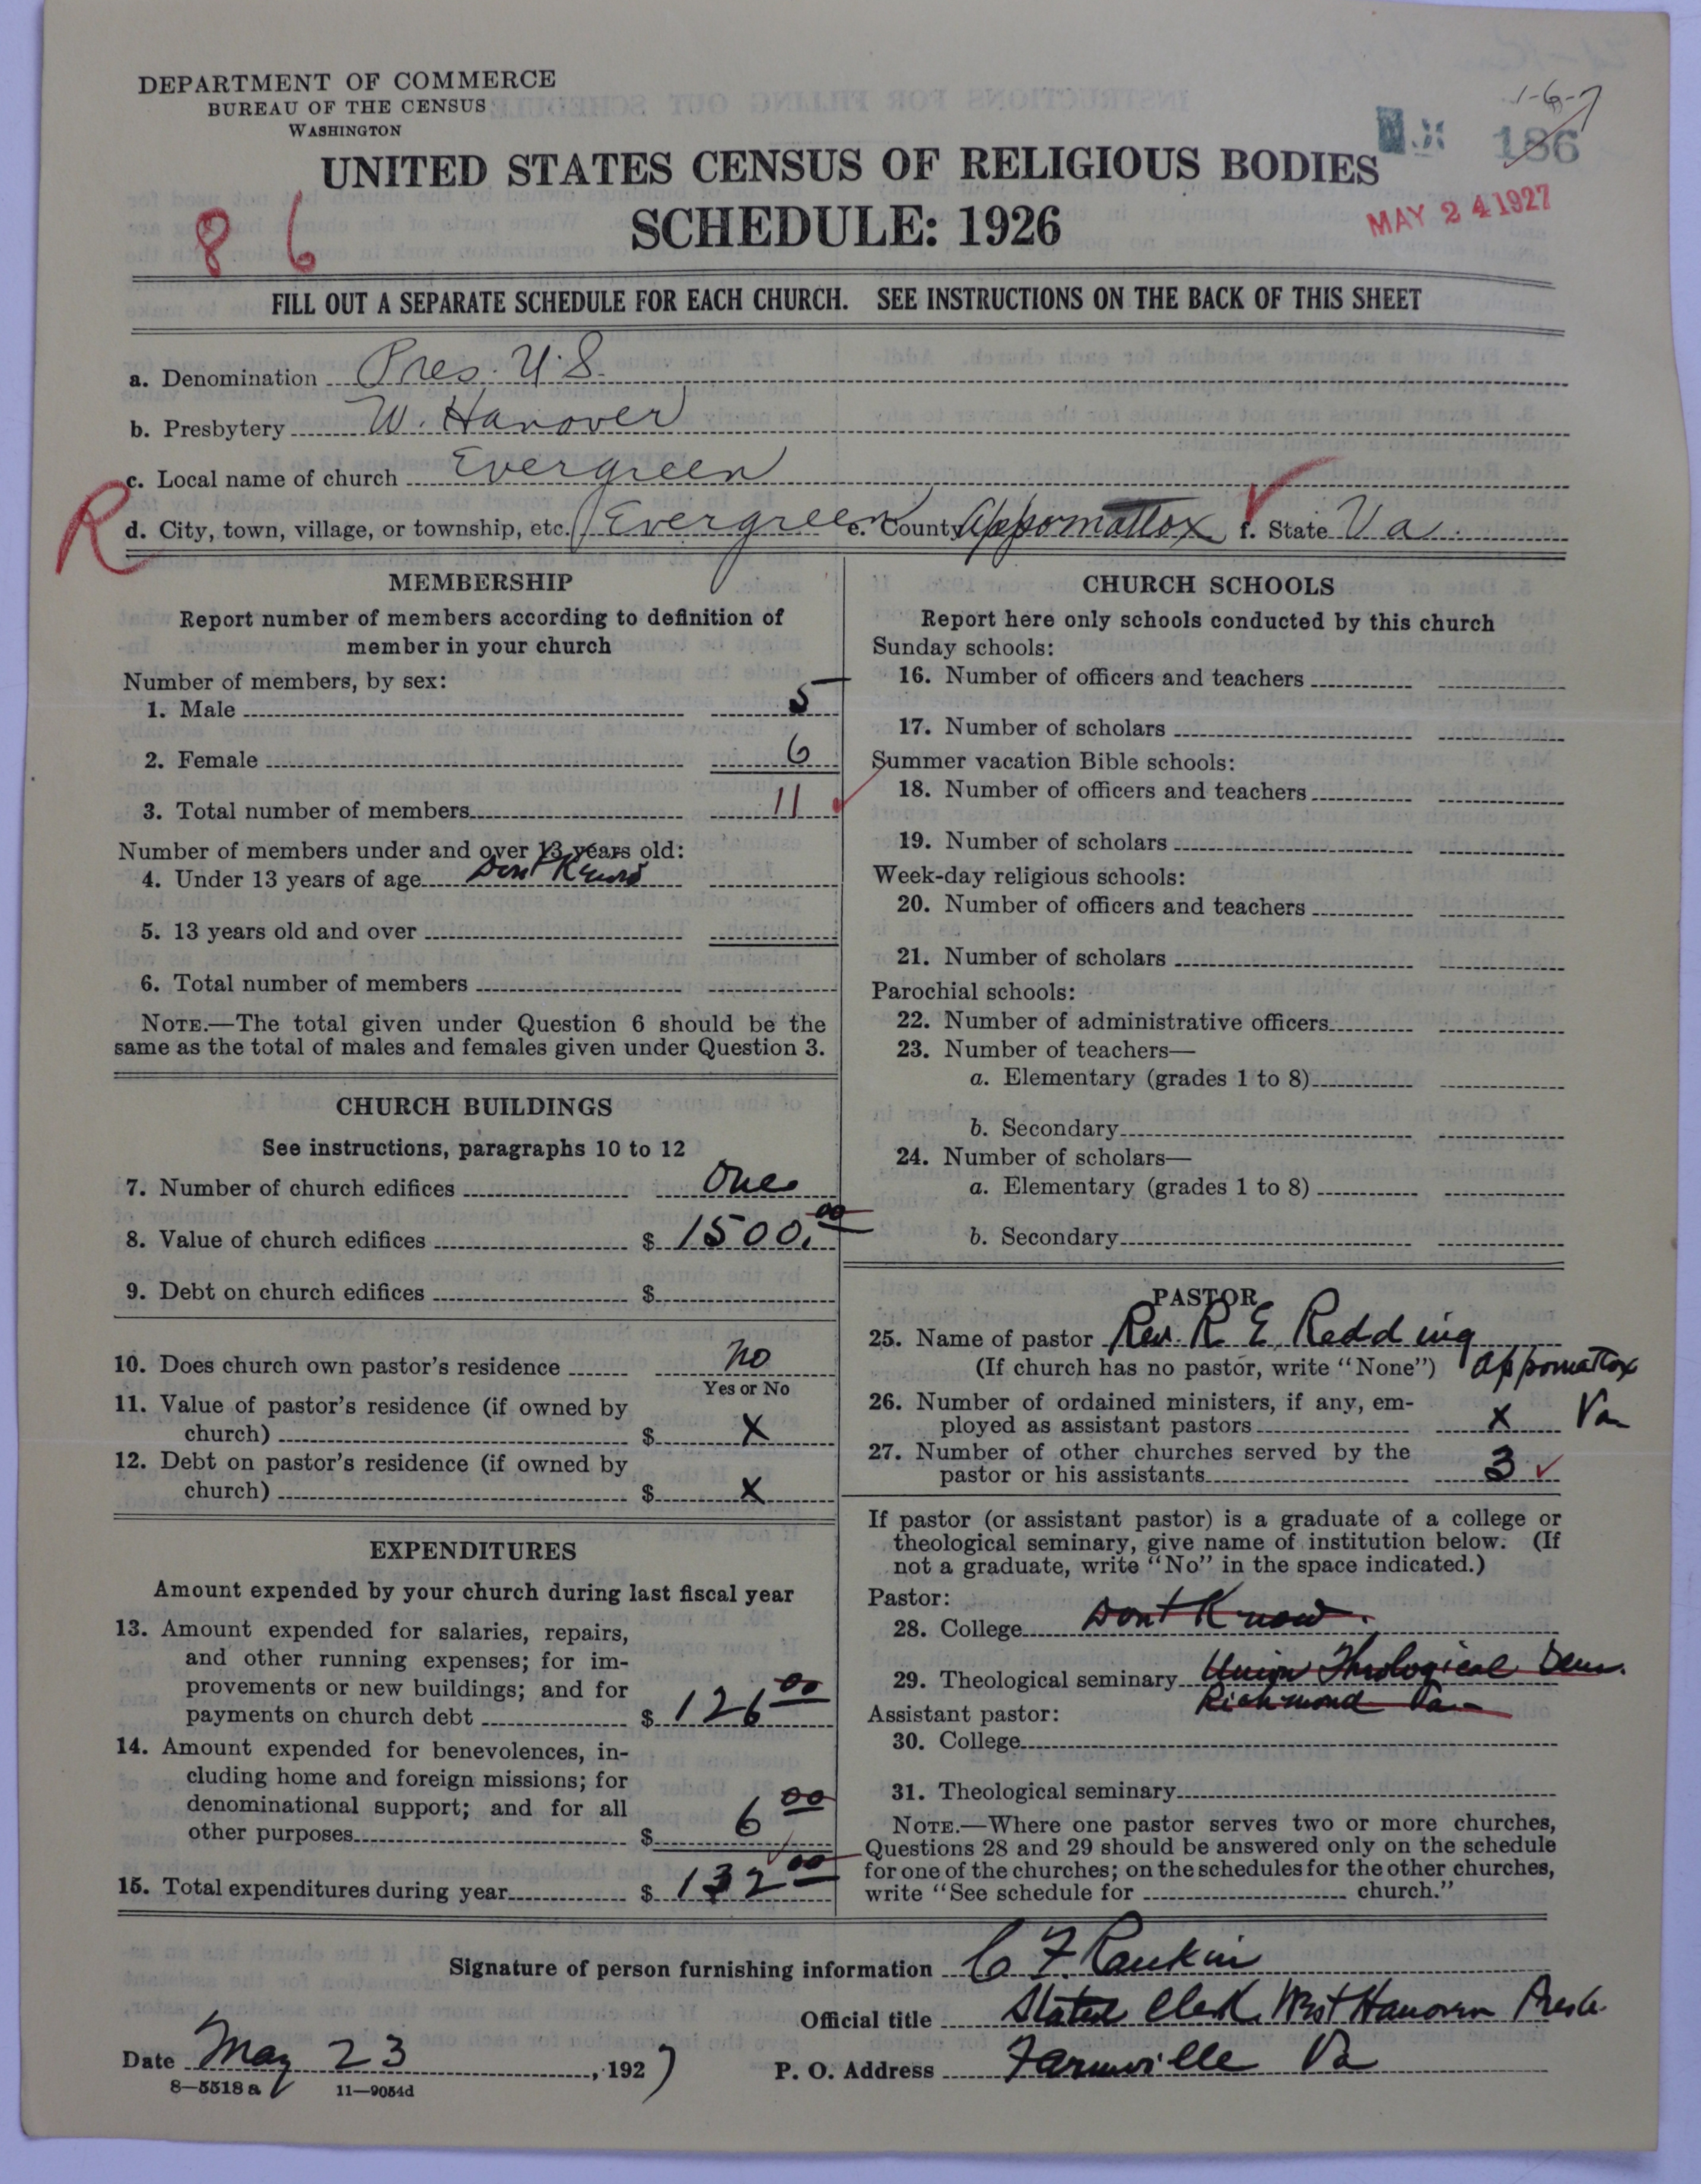 DEPARTMENT OF COMMERCE
BUREAU OF THE CENSUS
WASHINGTON
1-6-7
186
UNITED STATES CENSUS OF RELIGIOUS BODIES
SCHEDULE: 1926
MAY 24 1927
8 6
FILL OUT A SEPARATE SCHEDULE FOR EACH CHURCH. SEE INSTRUCTIONS ON THE BACK OF THIS SHEET
a. Denomination Pres. U.S.
b. Presbytery W. Hanover
c. Local name of church Evergreen
R
d. City, town, village, or township, etc. Evergreen e. County Appomattox f. State Va.
MEMBERSHIP
Report number of members according to definition of
member in your church
Number of members, by sex:
1. Male 5
2. Female 6
3. Total number of members 11
Number of members under and over 13 years old:
4. Under 13 years of age Don't Know
5. 13 years old and over
6. Total number of members
NOTE.—The total given under Question 6 should be the
same as the total of males and females given under Question 3.
CHURCH BUILDINGS
See instructions, paragraphs 10 to 12
7. Number of church edifices One
8. Value of church edifices $ 1500.00
9. Debt on church edifices $
10. Does church own pastor's residence no
Yes or No
11. Value of pastor's residence (if owned by
church) $ X
12. Debt on pastor's residence (if owned by
church) $ X
EXPENDITURES
Amount expended by your church during last fiscal year
13. Amount expended for salaries, repairs,
and other running expenses; for im-
provements or new buildings; and for
payments on church debt $ 126 00
14. Amount expended for benevolences, in-
cluding home and foreign missions; for
denominational support; and for all
other purposes $ 6 00
15. Total expenditures during year $ 132 00
CHURCH SCHOOLS
Report here only schools conducted by this church
Sunday schools:
16. Number of officers and teachers
17. Number of scholars
Summer vacation Bible schools:
18. Number of officers and teachers
19. Number of scholars
Week-day religious schools:
20. Number of officers and teachers
21. Number of scholars
Parochial schools:
22. Number of administrative officers
23. Number of teachers—
a. Elementary (grades 1 to 8)
b. Secondary
24. Number of scholars—
a. Elementary (grades 1 to 8)
b. Secondary
PASTOR
25. Name of pastor Rev. R E Redding
(If church has no pastor, write "None") Appomattox
Va
26. Number of ordained ministers, if any, em-
ployed as assistant pastors X
27. Number of other churches served by the
pastor or his assistants 3
If pastor (or assistant pastor) is a graduate of a college or
theological seminary, give name of institution below. (If
not a graduate, write "No" in the space indicated.)
Pastor:
28. College Dont Know.
29. Theological seminary Union Theological Sem.
Richmond Va
Assistant pastor:
30. College
31. Theological seminary
NOTE.—Where one pastor serves two or more churches,
Questions 28 and 29 should be answered only on the schedule
for one of the churches; on the schedules for the other churches,
write "See schedule for church."
Signature of person furnishing information C F. Rankin
Official title Stated Clerk West Hanover Presb.
Date May 23, 1927 P. O. Address Farmville Va
8—5518 a 11—9054d